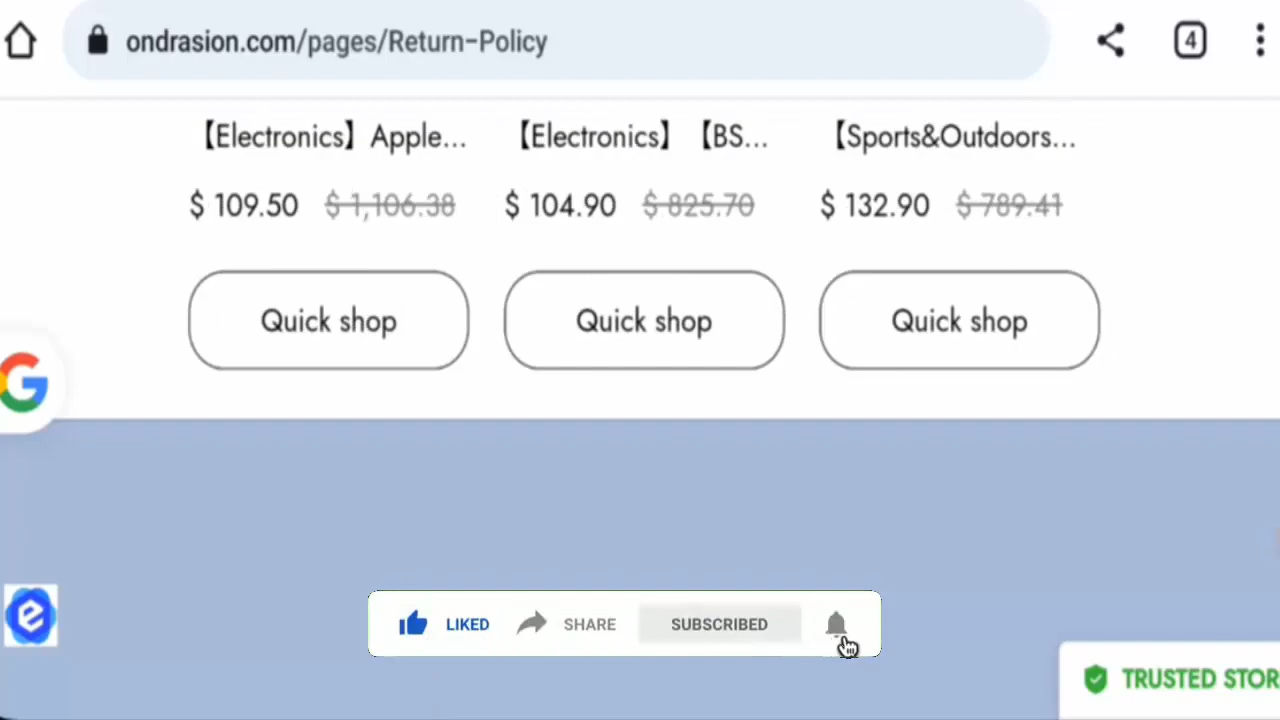 ondrasion.com/pages/Return-Policy
4
【Electronics】Apple... 【Electronics】【BS... 【Sports&Outdoors...
$ 109.50 $ 1,106.38 $ 104.90 $ 825.70 $ 132.90 $ 789.41
Quick shop Quick shop Quick shop
LIKED SHARE SUBSCRIBED
TRUSTED STOR